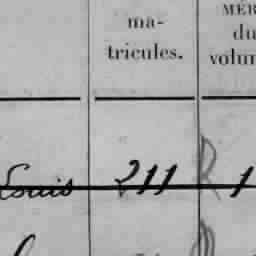 ma-
tricules.
MÉR
du
volum
Louis 211 1